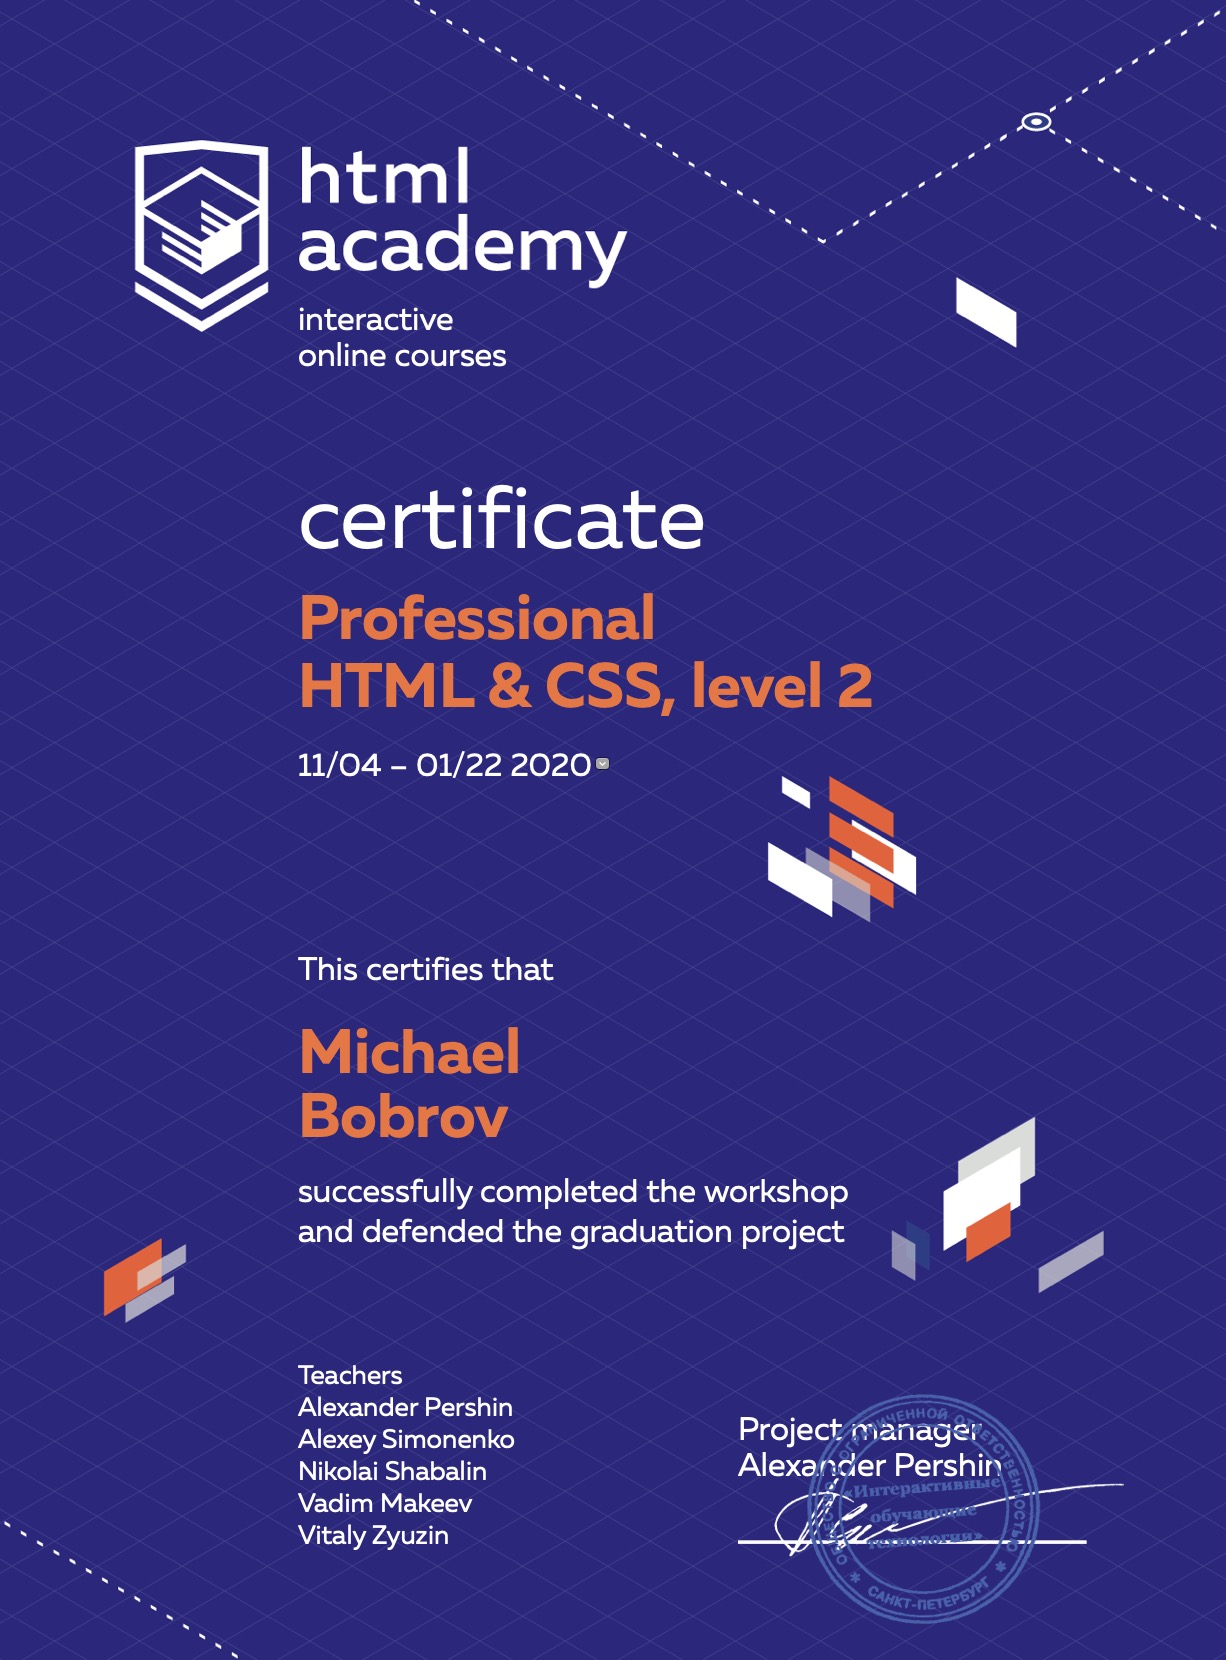 html
academy
interactive
online courses
certificate
Professional
HTML & CSS, level 2
11/04 – 01/22 2020
This certifies that
Michael
Bobrov
successfully completed the workshop
and defended the graduation project
Teachers
Alexander Pershin
Alexey Simonenko
Nikolai Shabalin
Vadim Makeev
Vitaly Zyuzin
Project manager
Alexander Pershin
ОБЩЕСТВО С ОГРАНИЧЕННОЙ ОТВЕТСТВЕННОСТЬЮ
«Интерактивные
обучающие
технологии»
* САНКТ-ПЕТЕРБУРГ *